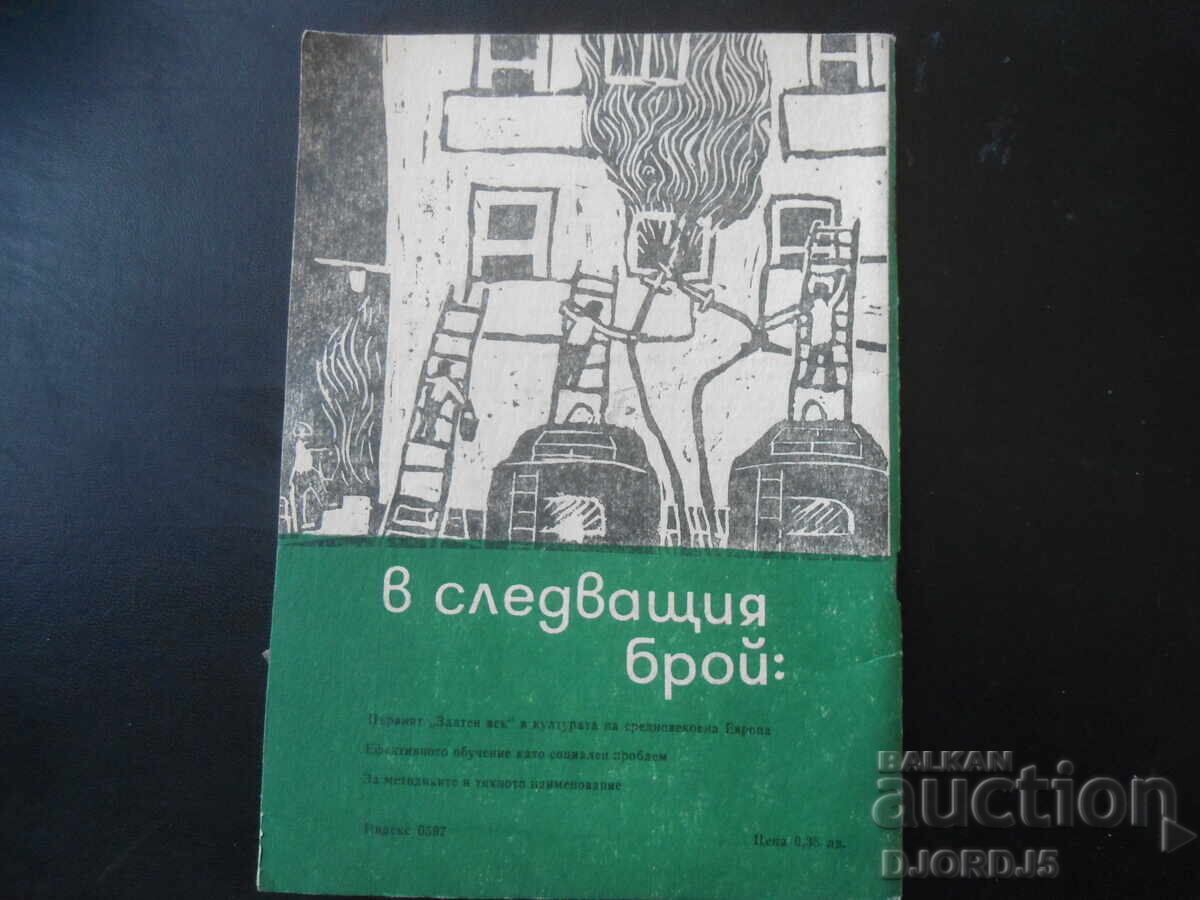 в следващия
брой:
Първият „Златен век“ в културата на средновековна Европа
Ефективното обучение като социален проблем
За методиките и тяхното наименование
Индекс 0597
Цена 0,35 лв.
BALKAN
auction
DJORDJ5